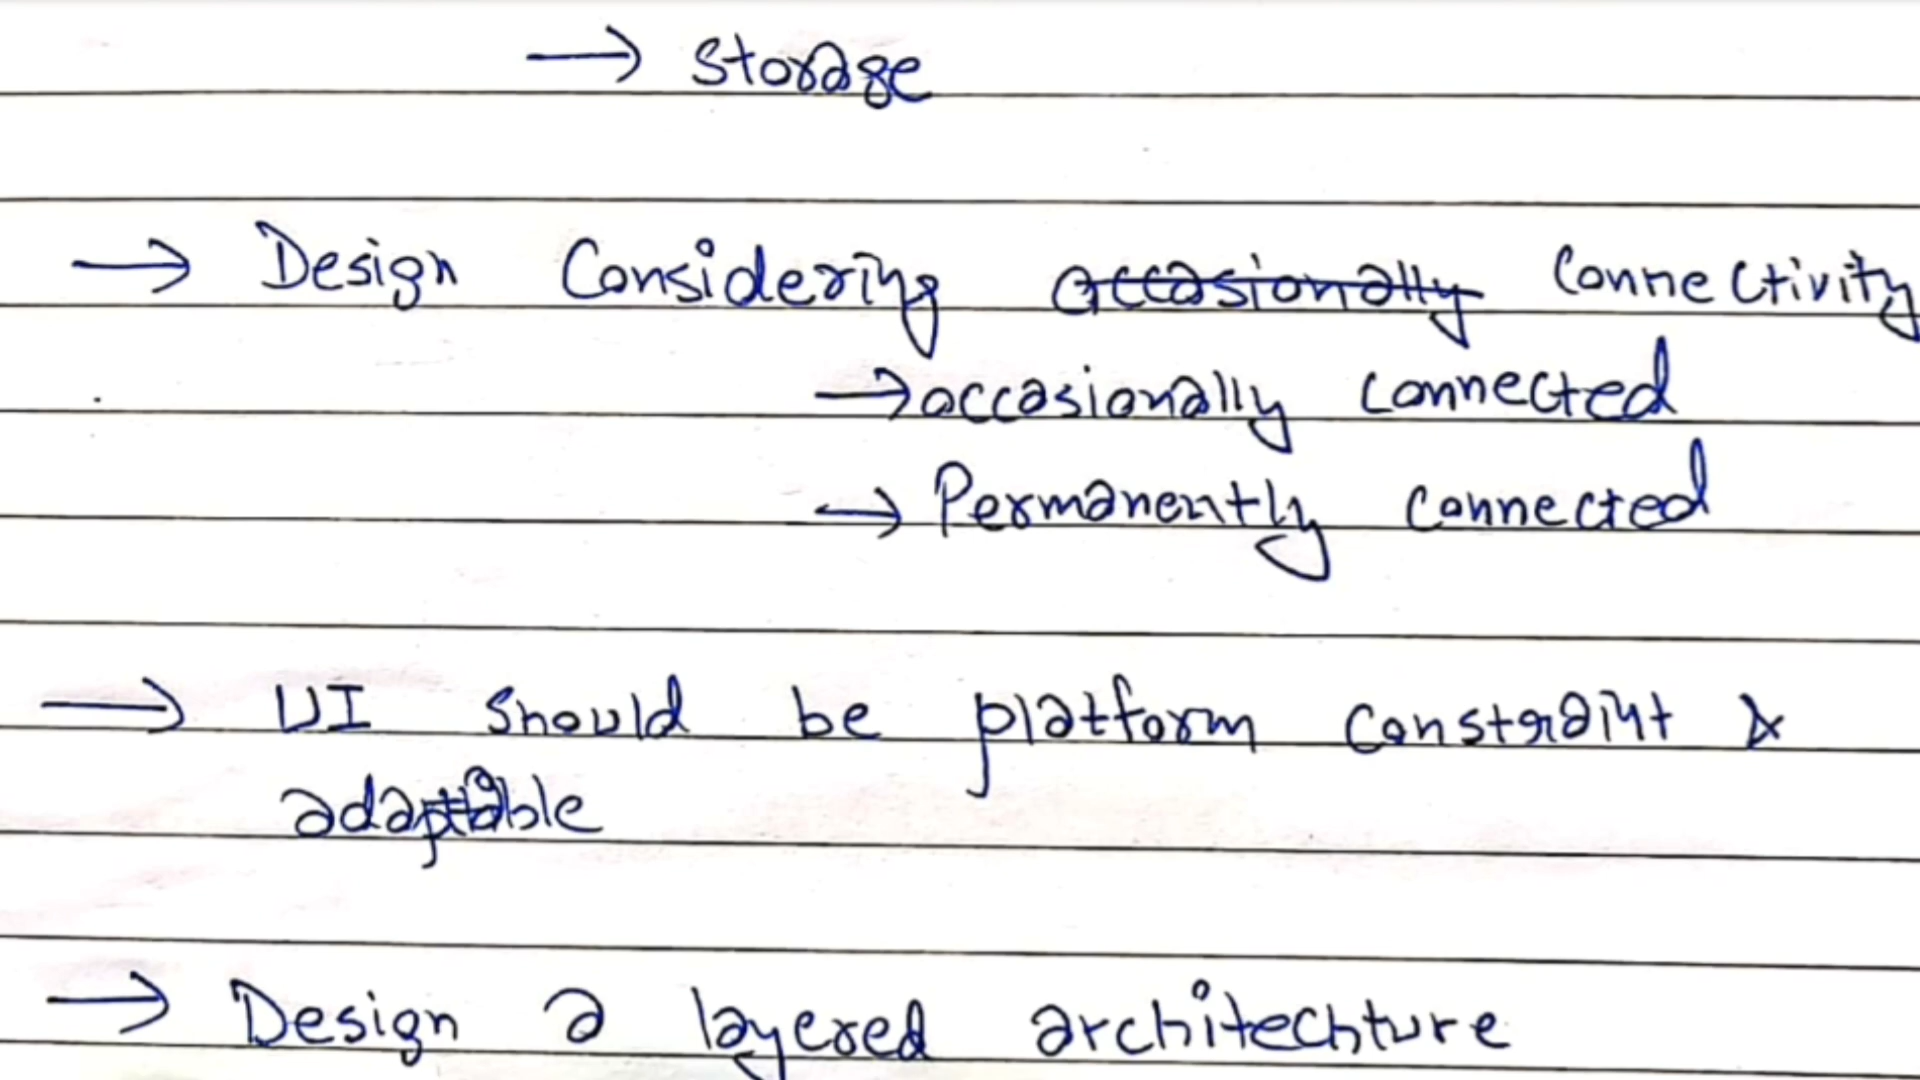 → Storage
→ Design Considering occasionally Connectivity
→ occasionally connected
→ Permanently connected
→ UI should be platform constraint &
adaptable
→ Design a layered architechture